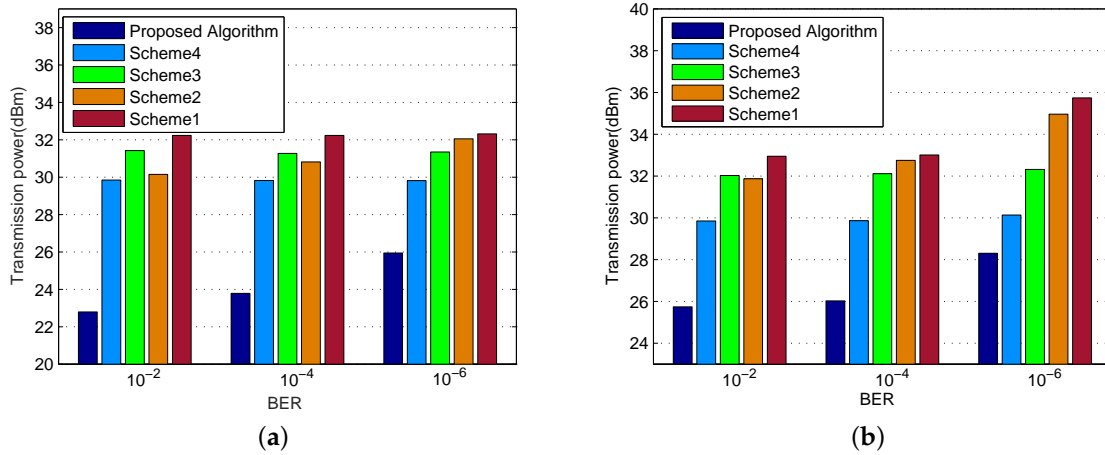 38
36
34
32
30
28
26
24
22
20
Transmission power(dBm)
Proposed Algorithm
Scheme4
Scheme3
Scheme2
Scheme1
10−2
10−4
10−6
BER
(a)
40
38
36
34
32
30
28
26
24
Transmission power(dBm)
Proposed Algorithm
Scheme4
Scheme3
Scheme2
Scheme1
10−2
10−4
10−6
BER
(b)